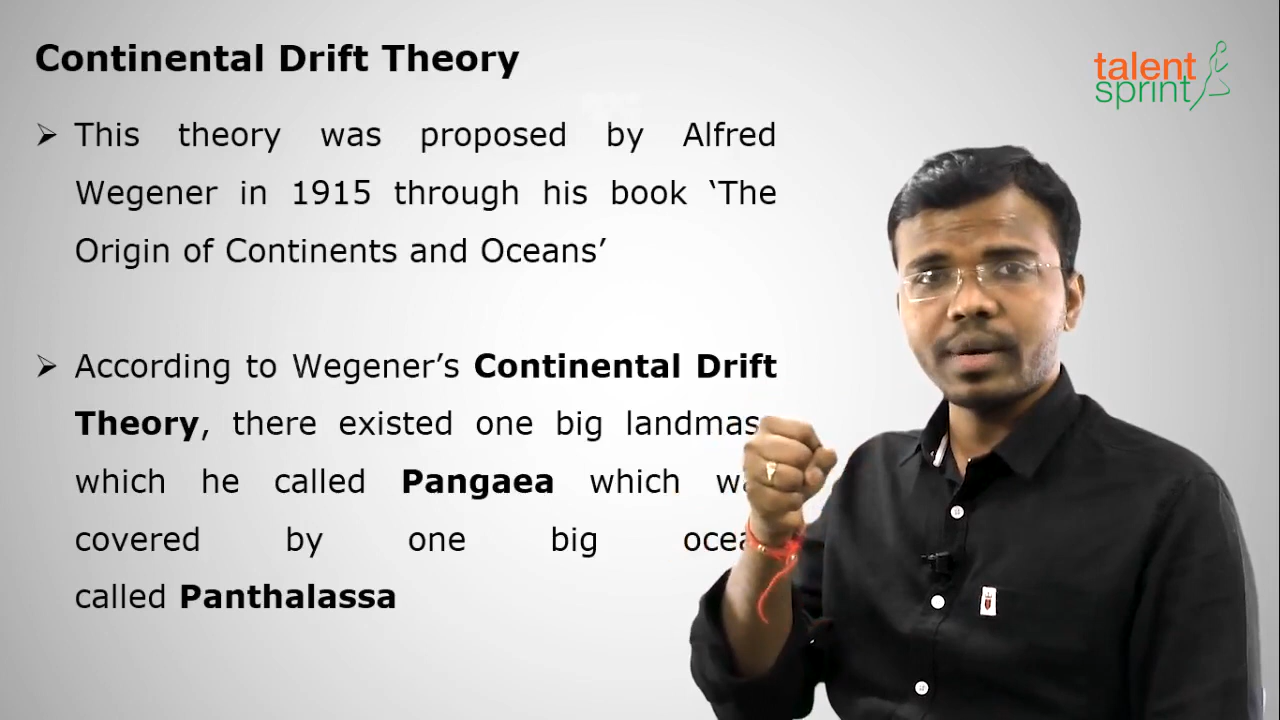 Continental Drift Theory
talent
sprint
➢ This theory was proposed by Alfred
Wegener in 1915 through his book ‘The
Origin of Continents and Oceans’
➢ According to Wegener’s Continental Drift
Theory, there existed one big
which he called Pangaea which
covered by one big
called Panthalassa